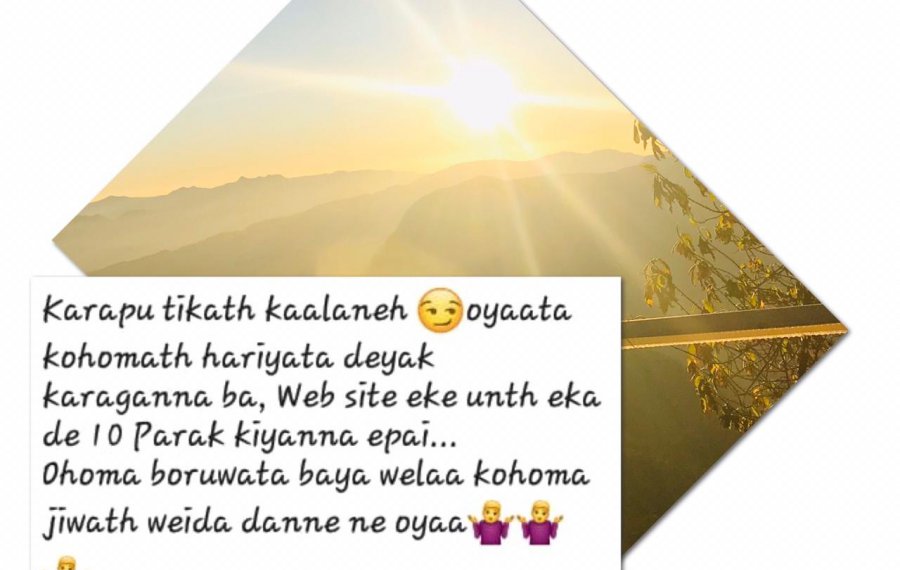 Karapu tikath kaalaneh 😏oyaata
kohomath hariyata deyak
karaganna ba, Web site eke unth eka
de 10 Parak kiyanna epai...
Ohoma boruwata baya welaa kohoma
jiwath weida danne ne oyaa🤷🏼🤷🏼